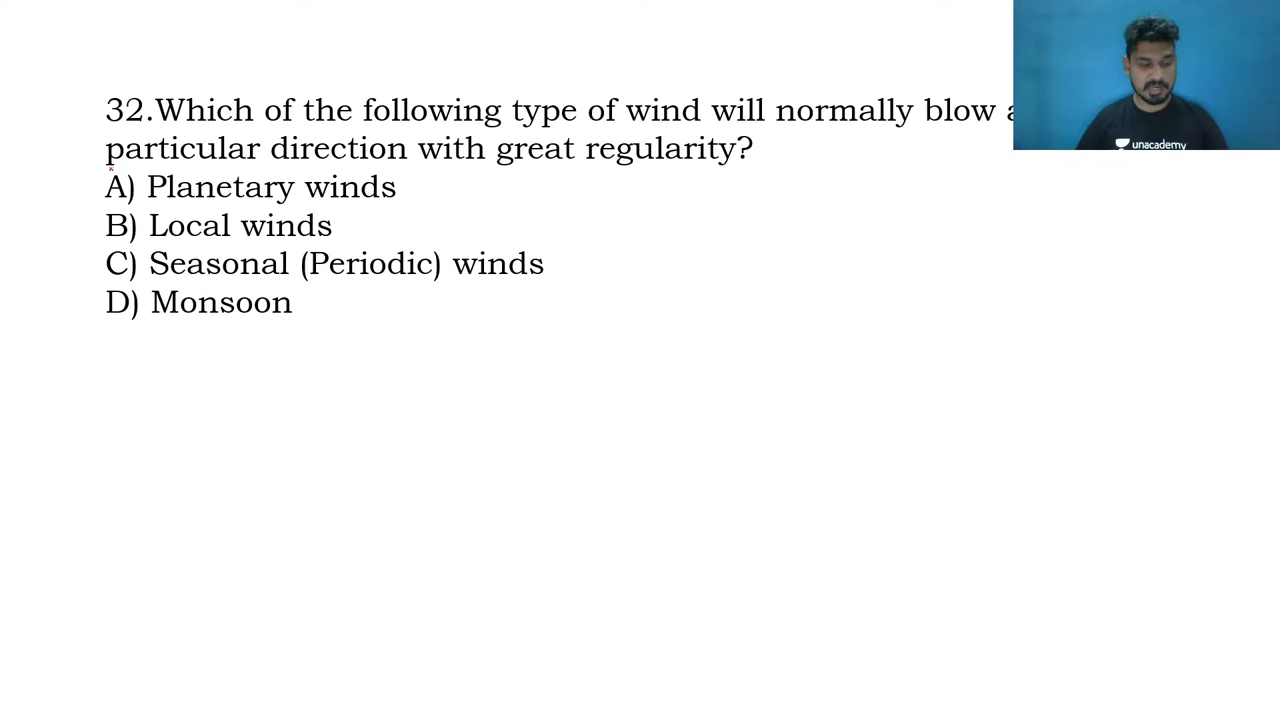 32.Which of the following type of wind will normally blow
particular direction with great regularity?
A) Planetary winds
B) Local winds
C) Seasonal (Periodic) winds
D) Monsoon
unacademy